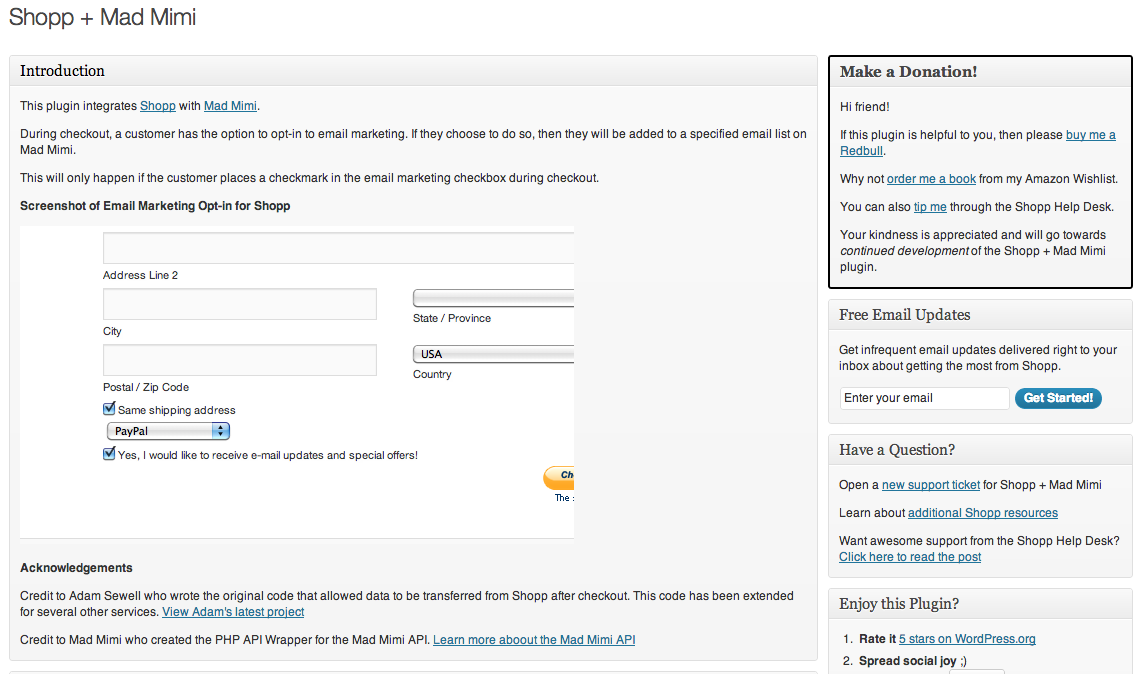 Shopp + Mad Mimi
Introduction
This plugin integrates Shopp with Mad Mimi.
During checkout, a customer has the option to opt-in to email marketing. If they choose to do so, then they will be added to a specified email list on
Mad Mimi.
This will only happen if the customer places a checkmark in the email marketing checkbox during checkout.
Screenshot of Email Marketing Opt-in for Shopp
Address Line 2
State / Province
City
USA
Country
Postal / Zip Code
Same shipping address
PayPal
Yes, I would like to receive e-mail updates and special offers!
Ch
The
Acknowledgements
Credit to Adam Sewell who wrote the original code that allowed data to be transferred from Shopp after checkout. This code has been extended
for several other services. View Adam's latest project
Credit to Mad Mimi who created the PHP API Wrapper for the Mad Mimi API. Learn more aboout the Mad Mimi API
Make a Donation!
Hi friend!
If this plugin is helpful to you, then please buy me a
Redbull.
Why not order me a book from my Amazon Wishlist.
You can also tip me through the Shopp Help Desk.
Your kindness is appreciated and will go towards
continued development of the Shopp + Mad Mimi
plugin.
Free Email Updates
Get infrequent email updates delivered right to your
inbox about getting the most from Shopp.
Enter your email
Get Started!
Have a Question?
Open a new support ticket for Shopp + Mad Mimi
Learn about additional Shopp resources
Want awesome support from the Shopp Help Desk?
Click here to read the post
Enjoy this Plugin?
1. Rate it 5 stars on WordPress.org
2. Spread social joy ;)